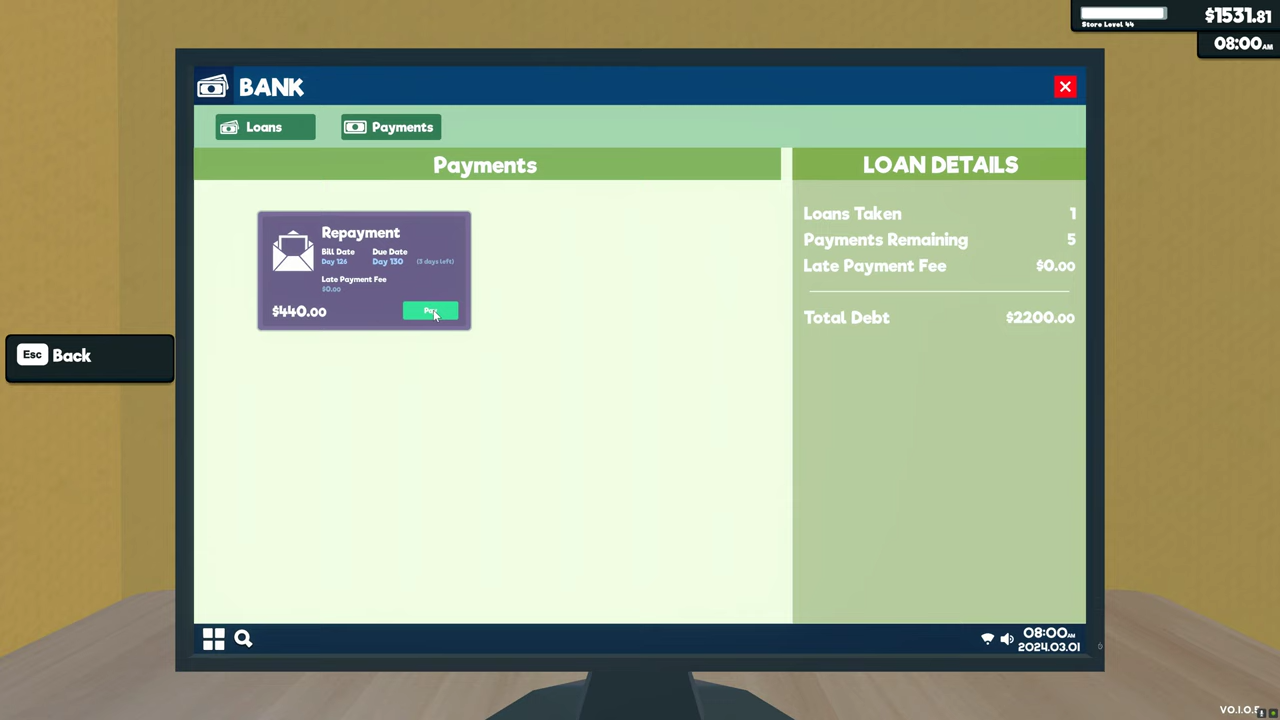 $1531.81
Store Level 44
08:00AM
BANK
Loans
Payments
Payments
LOAN DETAILS
Repayment
Bill Date
Due Date
Day 126
Day 130
(3 days left)
Late Payment Fee
$0.00
$440.00
Loans Taken
1
Payments Remaining
5
Late Payment Fee
$0.00
Total Debt
$2200.00
Esc
Back
08:00AM
2024.03.01